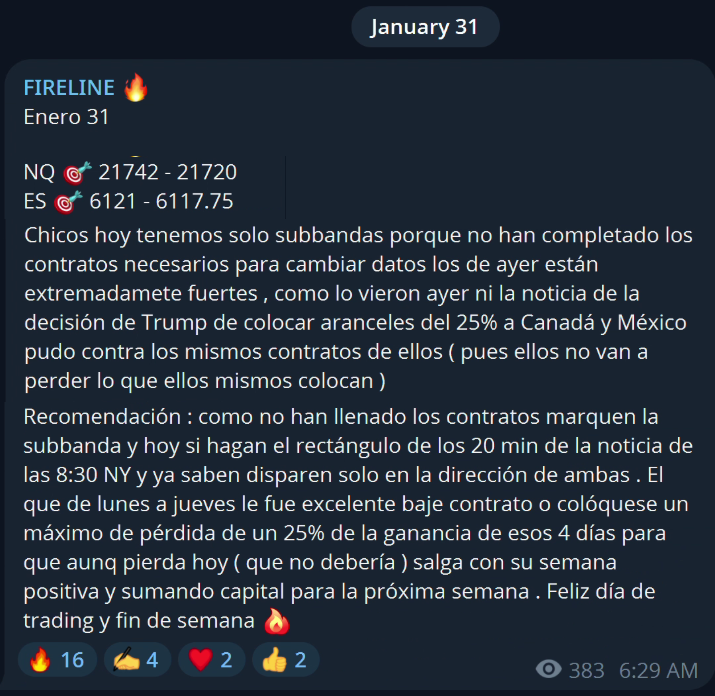 January 31
FIRELINE 🔥
Enero 31
NQ 🎯 21742 - 21720
ES 🎯 6121 - 6117.75
Chicos hoy tenemos solo subbandas porque no han completado los
contratos necesarios para cambiar datos los de ayer están
extremadamete fuertes , como lo vieron ayer ni la noticia de la
decisión de Trump de colocar aranceles del 25% a Canadá y México
pudo contra los mismos contratos de ellos ( pues ellos no van a
perder lo que ellos mismos colocan )
Recomendación : como no han llenado los contratos marquen la
subbanda y hoy si hagan el rectángulo de los 20 min de la noticia de
las 8:30 NY y ya saben disparen solo en la dirección de ambas . El
que de lunes a jueves le fue excelente baje contrato o colóquese un
máximo de pérdida de un 25% de la ganancia de esos 4 días para
que aunq pierda hoy ( que no debería ) salga con su semana
positiva y sumando capital para la próxima semana . Feliz día de
trading y fin de semana 🔥
🔥 16 ✍️ 4 ❤️ 2 👍 2
383 6:29 AM